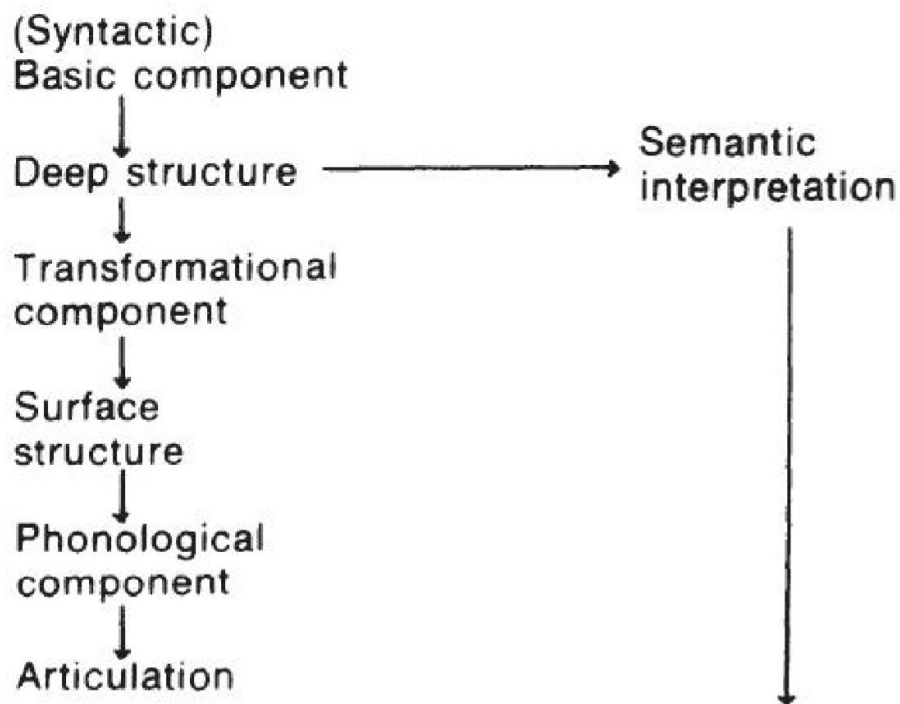 (Syntactic)
Basic component
Deep structure
Semantic
interpretation
Transformational
component
Surface
structure
Phonological
component
Articulation